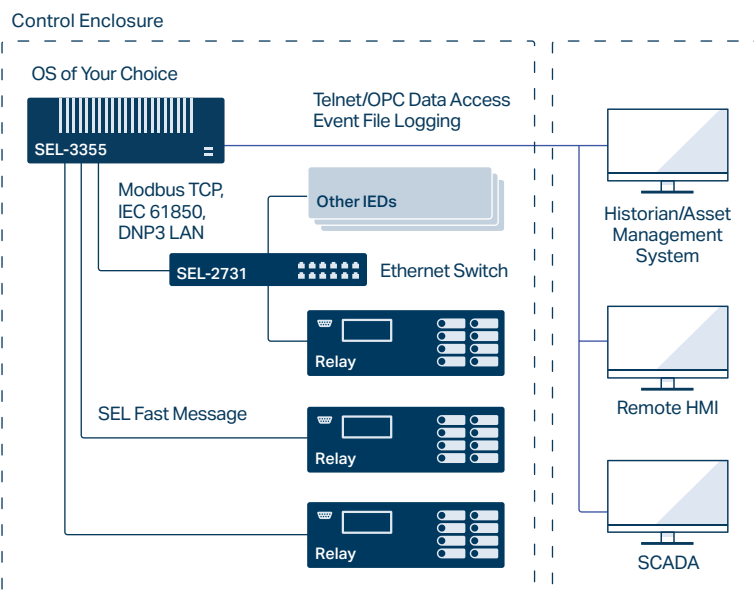 Control Enclosure
OS of Your Choice
SEL-3355
Telnet/OPC Data Access
Event File Logging
Modbus TCP,
IEC 61850,
DNP3 LAN
Other IEDs
SEL-2731
Ethernet Switch
Relay
SEL Fast Message
Relay
Relay
Historian/Asset
Management
System
Remote HMI
SCADA